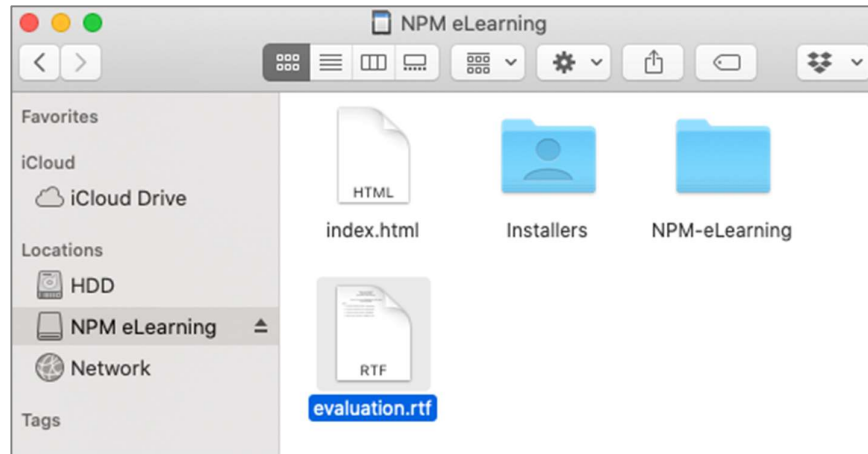 NPM eLearning
Favorites
iCloud
iCloud Drive
Locations
HDD
NPM eLearning
Network
Tags
HTML
index.html
Installers
NPM-eLearning
RTF
evaluation.rtf